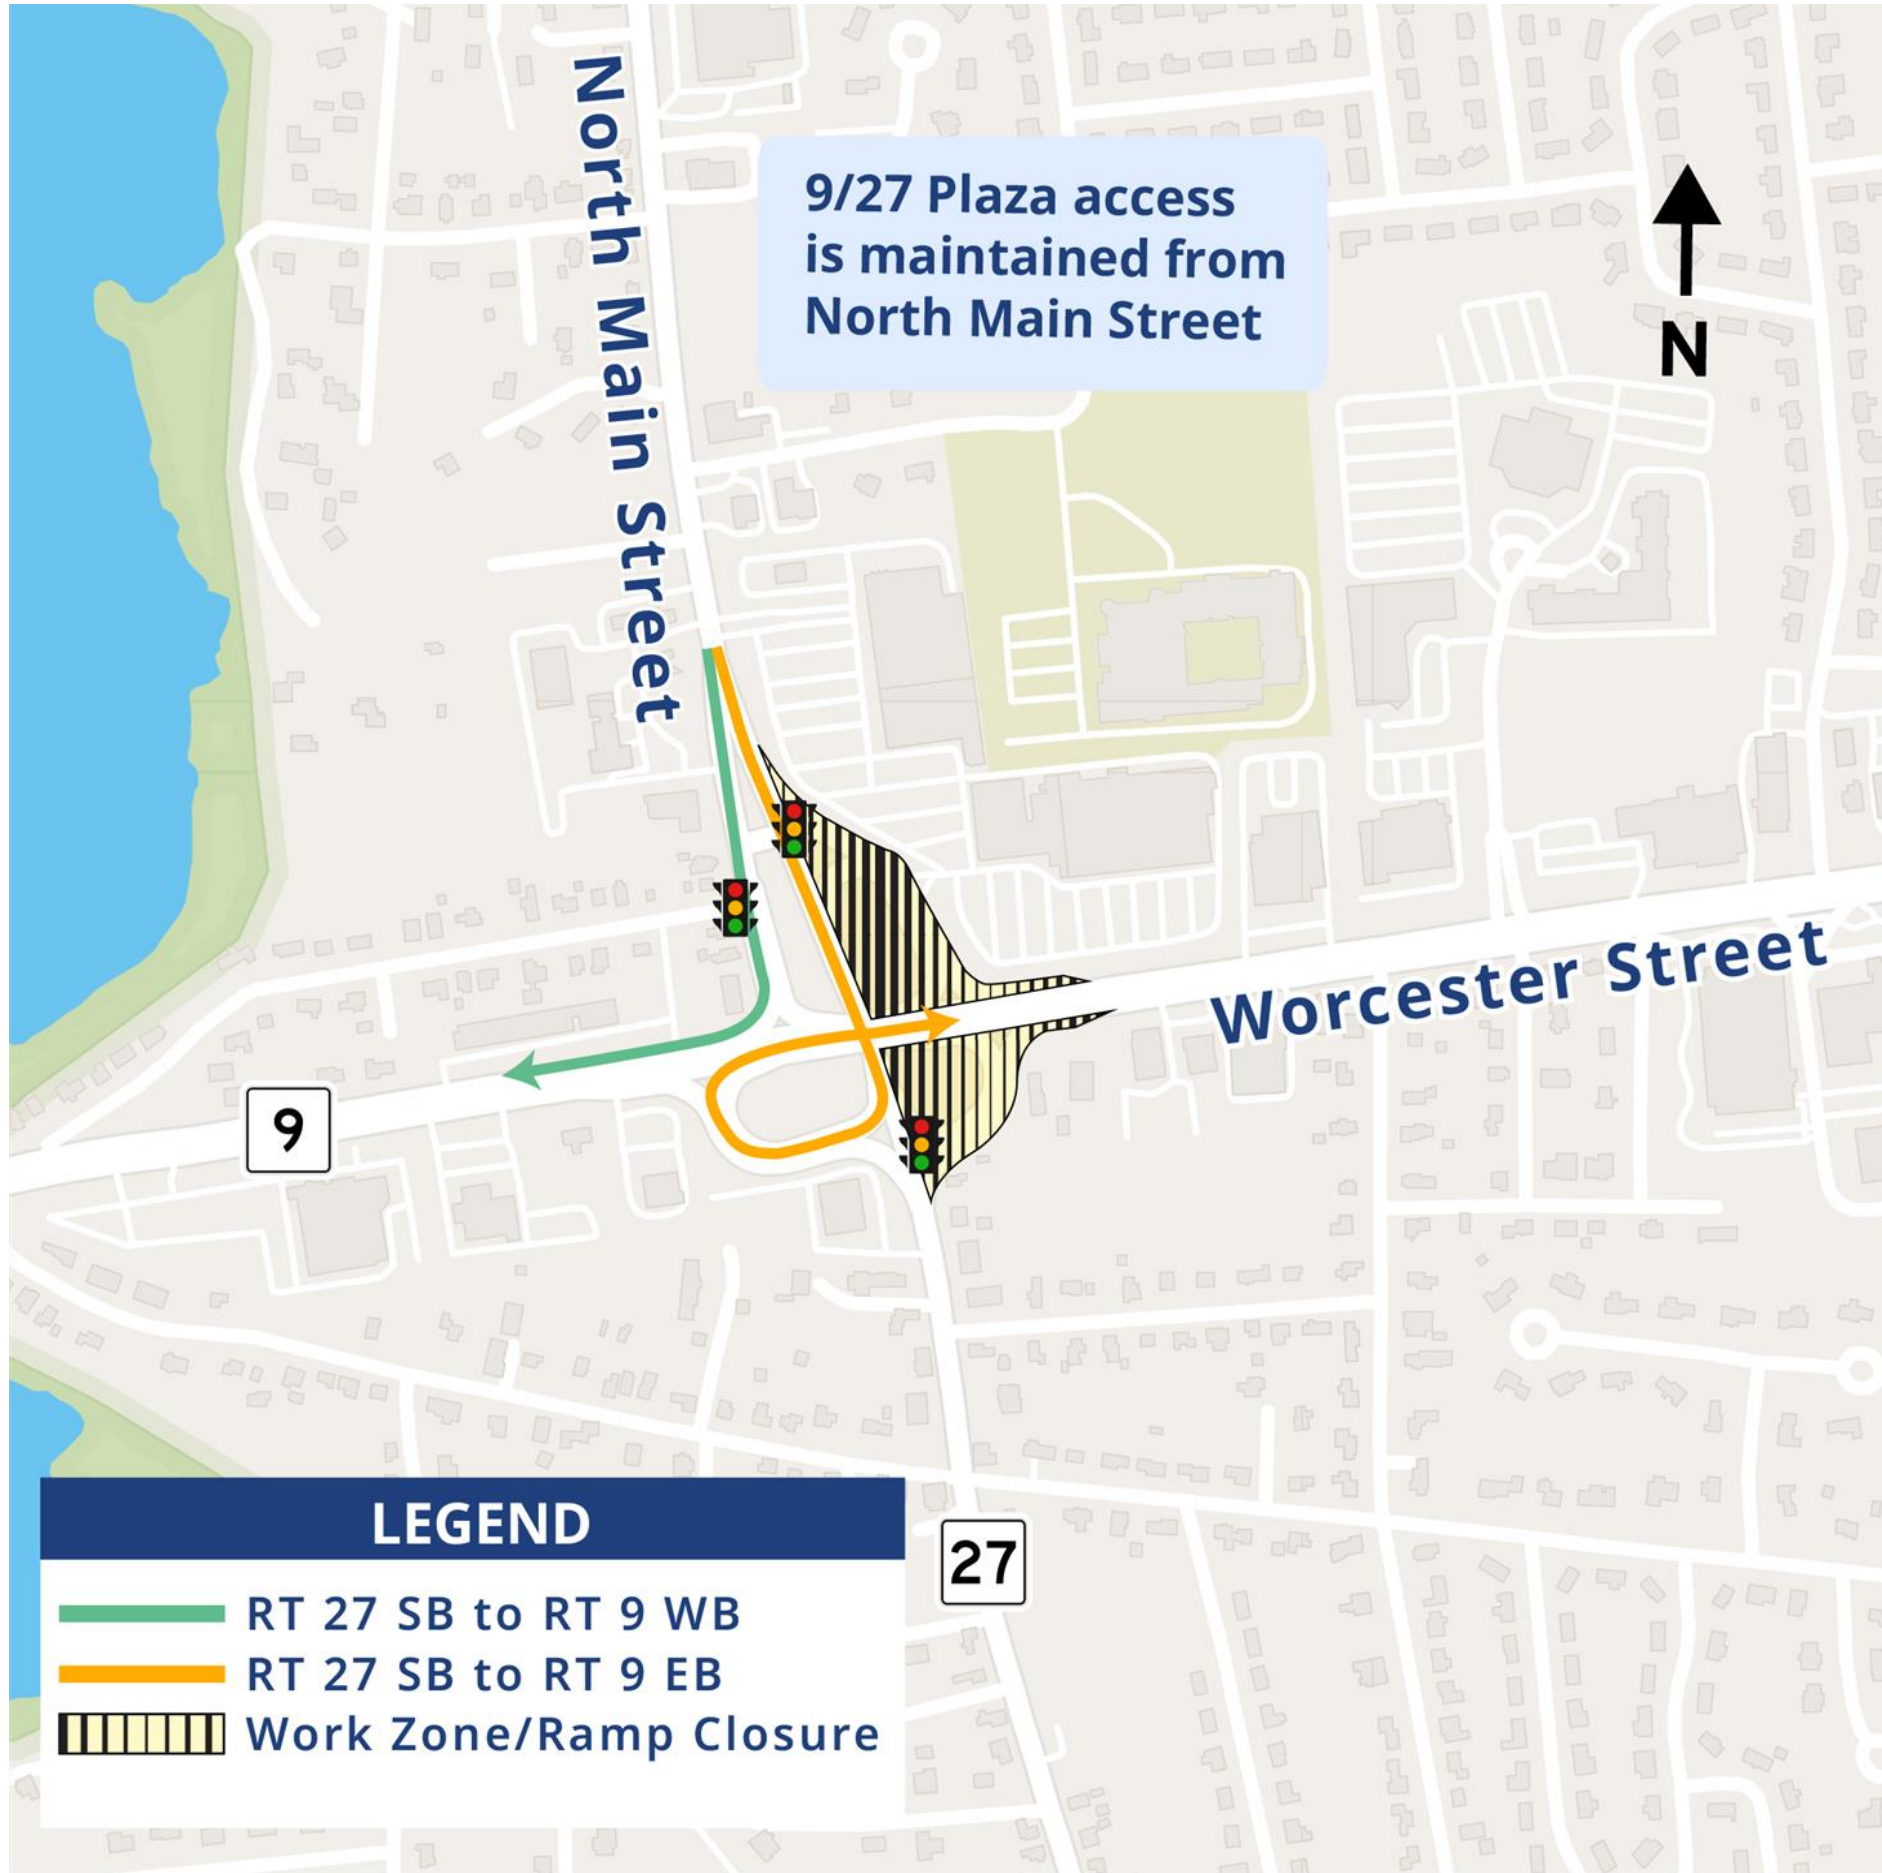 North Main Street
9/27 Plaza access
is maintained from
North Main Street
N
Worcester Street
9
27
LEGEND
RT 27 SB to RT 9 WB
RT 27 SB to RT 9 EB
Work Zone/Ramp Closure